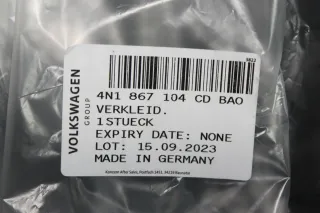 VOLKSWAGEN
GROUP
4N1 867 104 CD BAO
VERKLEID.
1STUECK
EXPIRY DATE: NONE
LOT: 15.09.2023
MADE IN GERMANY